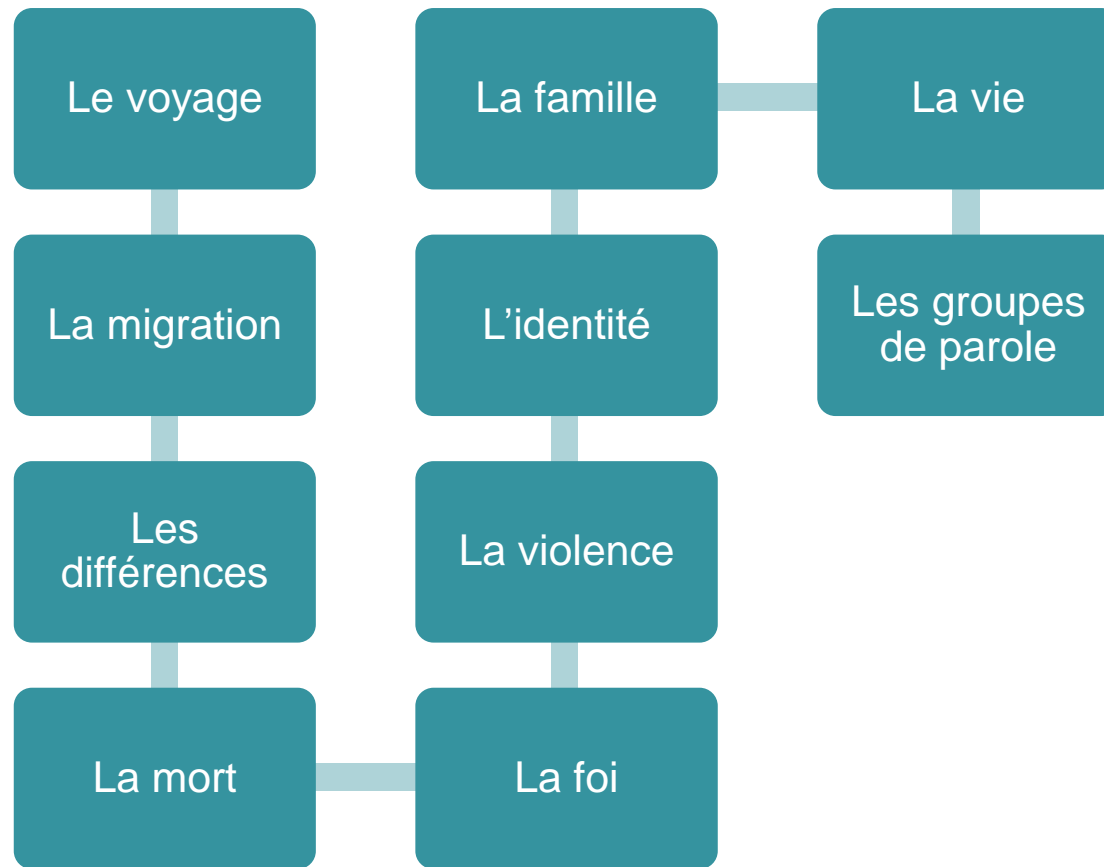 Le voyage
La migration
Les
différences
La mort
La foi
La violence
L’identité
La famille
La vie
Les groupes
de parole